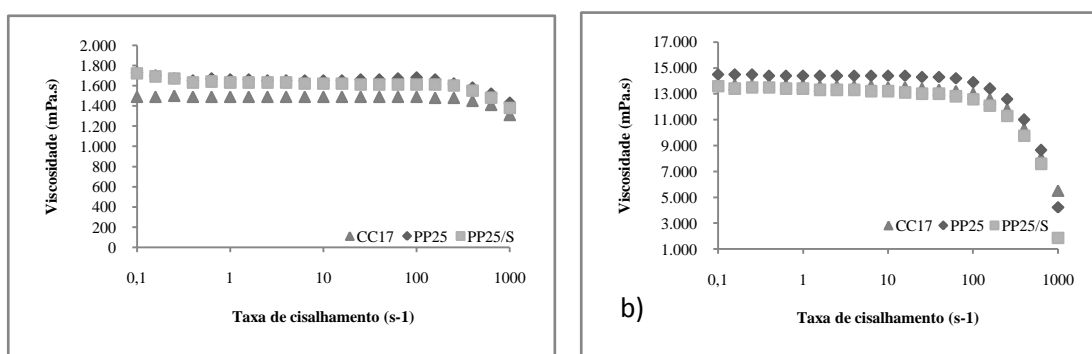 2.000
1.800
1.600
1.400
1.200
1.000
800
600
400
200
0
Viscosidade (mPa.s)
CC17 PP25 PP25/S
0,1 1 10 100 1000
Taxa de cisalhamento (s-1)
17.000
15.000
13.000
11.000
9.000
7.000
5.000
3.000
1.000
Viscosidade (mPa.s)
CC17 PP25 PP25/S
0,1 1 10 100 1000
Taxa de cisalhamento (s-1)
b)